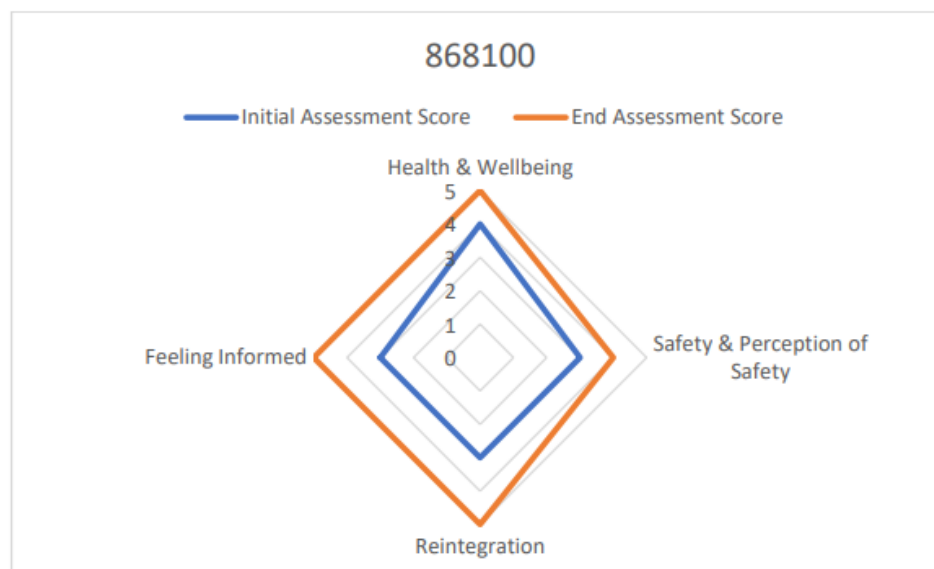 868100
Initial Assessment Score
End Assessment Score
Health & Wellbeing
5
4
3
2
1
0
Feeling Informed
Safety & Perception of
Safety
Reintegration